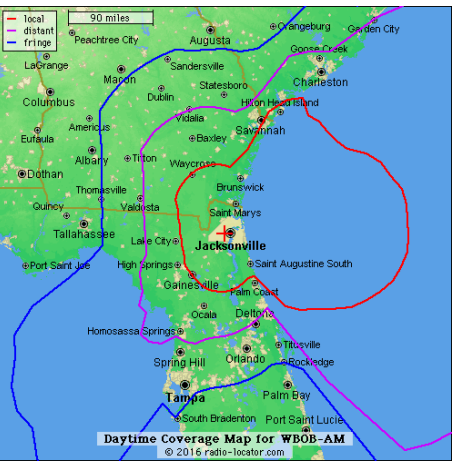 local
distant
fringe
90 miles
Orangeburg
Garden City
Peachtree City
Augusta
Goose Creek
LaGrange
Sandersville
Macon
Charleston
Columbus
Dublin
Statesboro
Hilton Head Island
Vidalia
Americus
Savannah
Eufaula
Baxley
Albany
Tifton
Waycross
Dothan
Brunswick
Thomasville
Quincy
Valdosta
Saint Marys
Tallahassee
Lake City
Jacksonville
Port Saint Joe
High Springs
Saint Augustine South
Gainesville
Palm Coast
Ocala
Deltona
Homosassa Springs
Titusville
Spring Hill
Orlando
Rockledge
Tampa
Palm Bay
South Bradenton
Port Saint Lucie
Daytime Coverage Map for WBOB-AM
© 2016 radio-locator.com